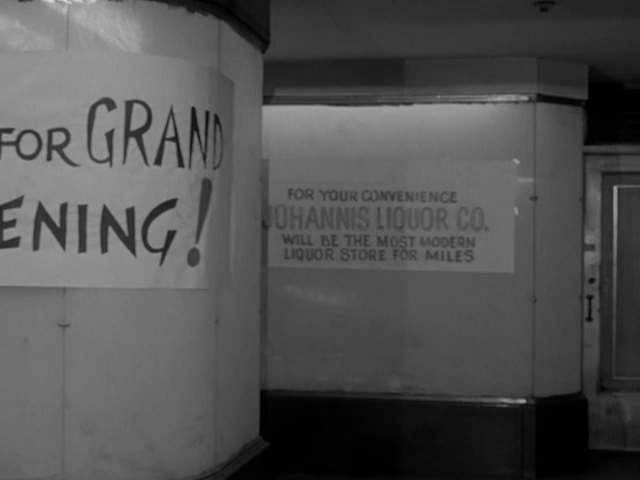 FOR GRAND
ENING!
FOR YOUR CONVENIENCE
JOHANNIS LIQUOR CO.
WILL BE THE MOST MODERN
LIQUOR STORE FOR MILES